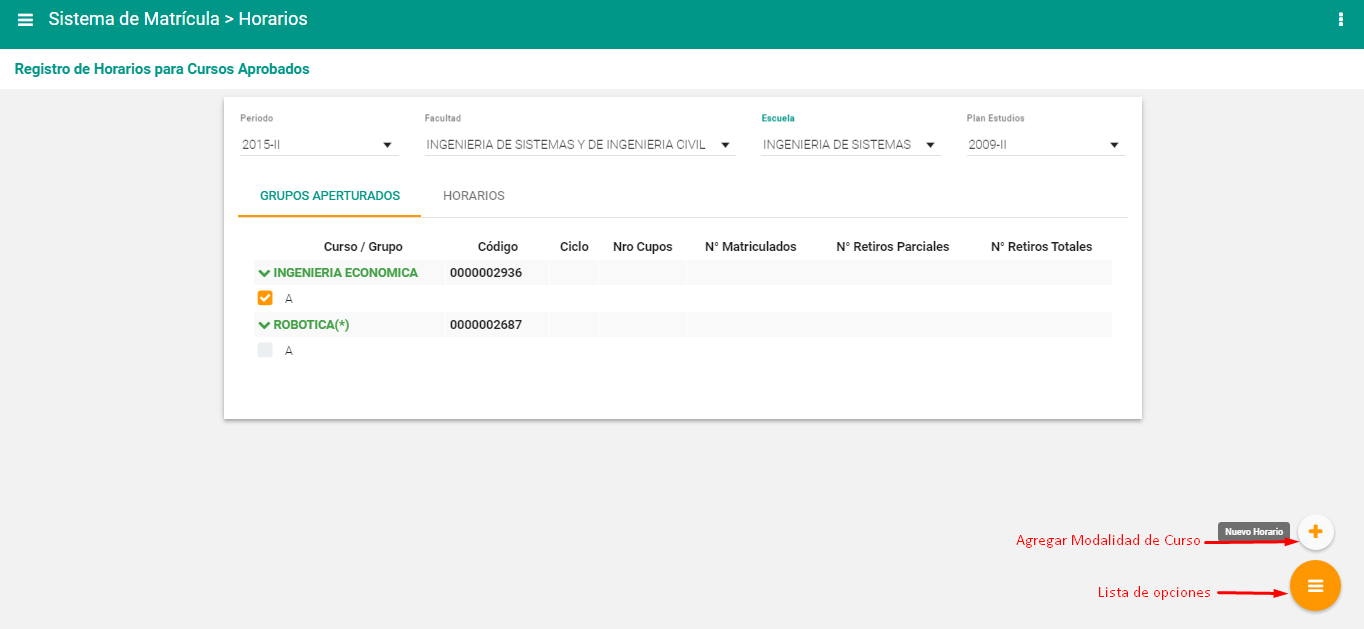 Sistema de Matrícula > Horarios
Registro de Horarios para Cursos Aprobados
Periodo Facultad Escuela Plan Estudios
2015-II INGENIERIA DE SISTEMAS Y DE INGENIERIA CIVIL INGENIERIA DE SISTEMAS 2009-II
GRUPOS APERTURADOS HORARIOS
Curso / Grupo Código Ciclo Nro Cupos N° Matriculados N° Retiros Parciales N° Retiros Totales
INGENIERIA ECONOMICA 0000002936
A
ROBOTICA(*) 0000002687
A
Agregar Modalidad de Curso Nuevo Horario
Lista de opciones